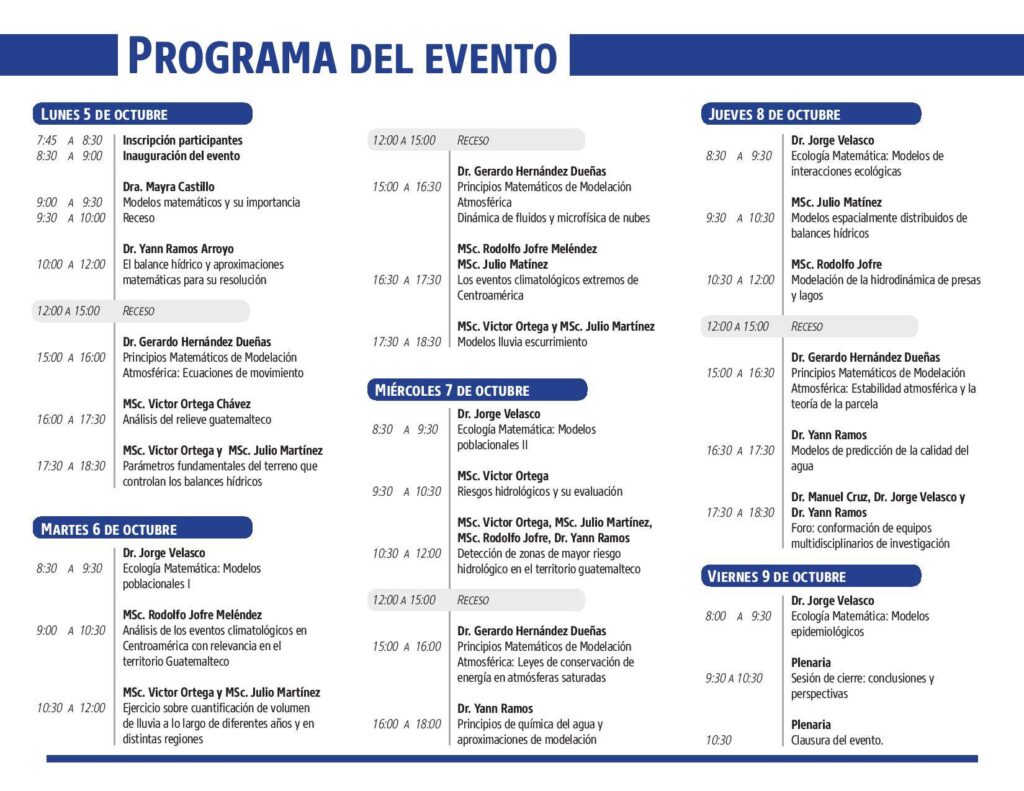 PROGRAMA DEL EVENTO
LUNES 5 DE OCTUBRE
7:45 A 8:30 Inscripción participantes
8:30 A 9:00 Inauguración del evento
Dra. Mayra Castillo
9:00 A 9:30 Modelos matemáticos y su importancia
9:30 A 10:00 Receso
Dr. Yann Ramos Arroyo
10:00 A 12:00 El balance hídrico y aproximaciones
matemáticas para su resolución
12:00 A 15:00 RECESO
Dr. Gerardo Hernández Dueñas
15:00 A 16:00 Principios Matemáticos de Modelación
Atmosférica: Ecuaciones de movimiento
MSc. Victor Ortega Chávez
16:00 A 17:30 Análisis del relieve guatemalteco
MSc. Victor Ortega y MSc. Julio Martínez
17:30 A 18:30 Parámetros fundamentales del terreno que
controlan los balances hídricos
MARTES 6 DE OCTUBRE
Dr. Jorge Velasco
8:30 A 9:30 Ecología Matemática: Modelos
poblacionales I
MSc. Rodolfo Jofre Meléndez
9:00 A 10:30 Análisis de los eventos climatológicos en
Centroamérica con relevancia en el
territorio Guatemalteco
MSc. Victor Ortega y MSc. Julio Martínez
10:30 A 12:00 Ejercicio sobre cuantificación de volumen
de lluvia a lo largo de diferentes años y en
distintas regiones
12:00 A 15:00 RECESO
Dr. Gerardo Hernández Dueñas
15:00 A 16:30 Principios Matemáticos de Modelación
Atmosférica
Dinámica de fluidos y microfísica de nubes
MSc. Rodolfo Jofre Meléndez
MSc. Julio Matínez
16:30 A 17:30 Los eventos climatológicos extremos de
Centroamérica
MSc. Victor Ortega y MSc. Julio Martínez
17:30 A 18:30 Modelos lluvia escurrimiento
MIÉRCOLES 7 DE OCTUBRE
Dr. Jorge Velasco
8:30 A 9:30 Ecología Matemática: Modelos
poblacionales II
MSc. Victor Ortega
9:30 A 10:30 Riesgos hidrológicos y su evaluación
MSc. Victor Ortega, MSc. Julio Martínez,
MSc. Rodolfo Jofre, Dr. Yann Ramos
10:30 A 12:00 Detección de zonas de mayor riesgo
hidrológico en el territorio guatemalteco
12:00 A 15:00 RECESO
Dr. Gerardo Hernández Dueñas
15:00 A 16:00 Principios Matemáticos de Modelación
Atmosférica: Leyes de conservación de
energía en atmósferas saturadas
Dr. Yann Ramos
16:00 A 18:00 Principios de química del agua y
aproximaciones de modelación
JUEVES 8 DE OCTUBRE
Dr. Jorge Velasco
8:30 A 9:30 Ecología Matemática: Modelos de
interacciones ecológicas
MSc. Julio Matínez
9:30 A 10:30 Modelos espacialmente distribuidos de
balances hídricos
MSc. Rodolfo Jofre
10:30 A 12:00 Modelación de la hidrodinámica de presas
y lagos
12:00 A 15:00 RECESO
Dr. Gerardo Hernández Dueñas
15:00 A 16:30 Principios Matemáticos de Modelación
Atmosférica: Estabilidad atmosférica y la
teoría de la parcela
Dr. Yann Ramos
16:30 A 17:30 Modelos de predicción de la calidad del
agua
Dr. Manuel Cruz, Dr. Jorge Velasco y
17:30 A 18:30 Dr. Yann Ramos
Foro: conformación de equipos
multidisciplinarios de investigación
VIERNES 9 DE OCTUBRE
Dr. Jorge Velasco
8:00 A 9:30 Ecología Matemática: Modelos
epidemiológicos
Plenaria
9:30 A 10:30 Sesión de cierre: conclusiones y
perspectivas
Plenaria
10:30 Clausura del evento.